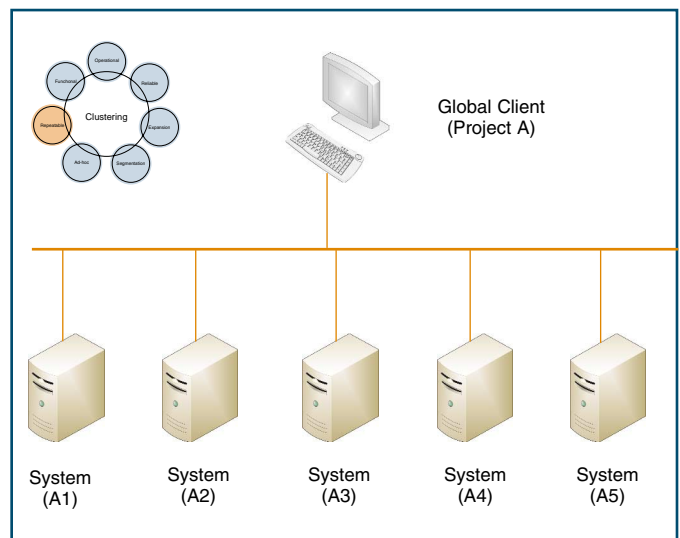 Operational
Functional
Reliable
Clustering
Repeatable
Expansion
Ad-hoc
Segmentation
Global Client
(Project A)
System
(A1)
System
(A2)
System
(A3)
System
(A4)
System
(A5)